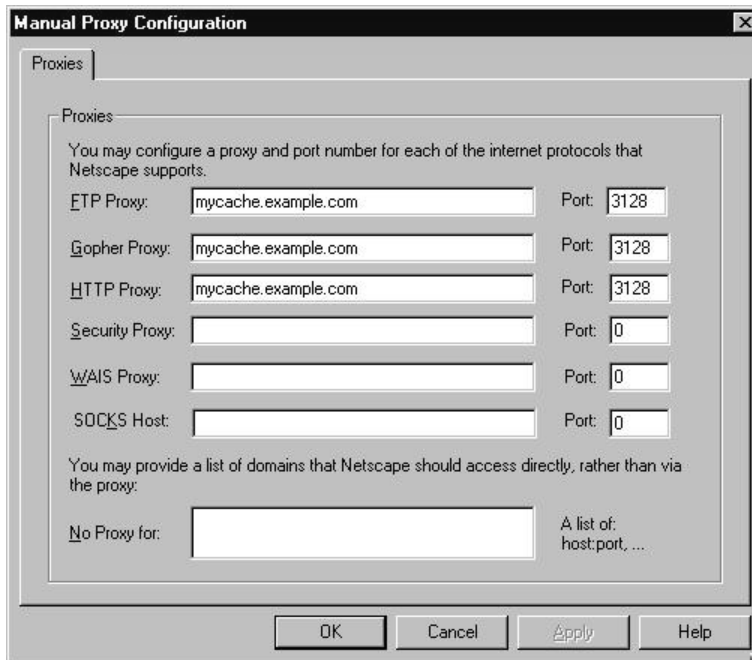 Manual Proxy Configuration
Proxies
Proxies
You may configure a proxy and port number for each of the internet protocols that
Netscape supports.
FTP Proxy: mycache.example.com Port: 3128
Gopher Proxy: mycache.example.com Port: 3128
HTTP Proxy: mycache.example.com Port: 3128
Security Proxy: Port: 0
WAIS Proxy: Port: 0
SOCKS Host: Port: 0
You may provide a list of domains that Netscape should access directly, rather than via
the proxy:
No Proxy for: A list of:
host:port, ...
OK Cancel Apply Help